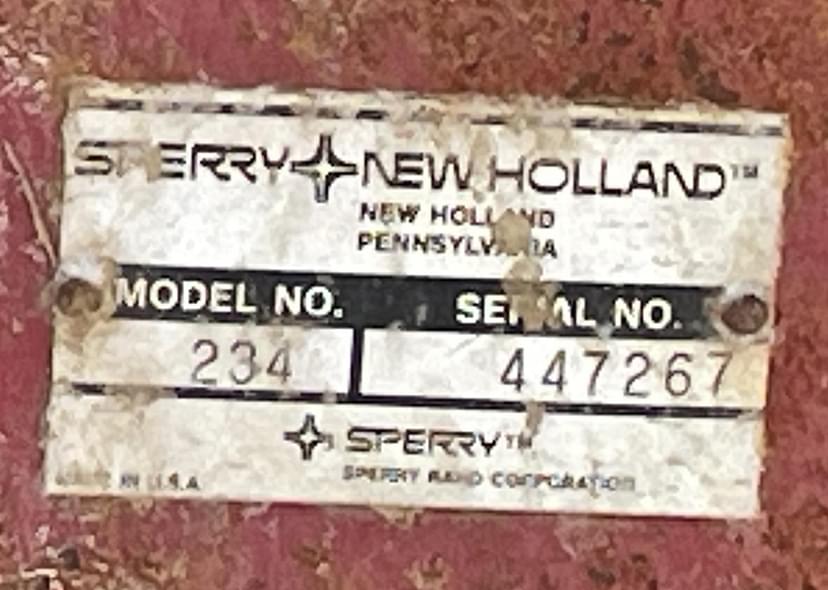 SPERRY NEW HOLLAND™
NEW HOLLAND
PENNSYLVANIA
MODEL NO. SERIAL NO.
234 447267
SPERRY™
SPERRY RAND CORPORATION
IN U.S.A.